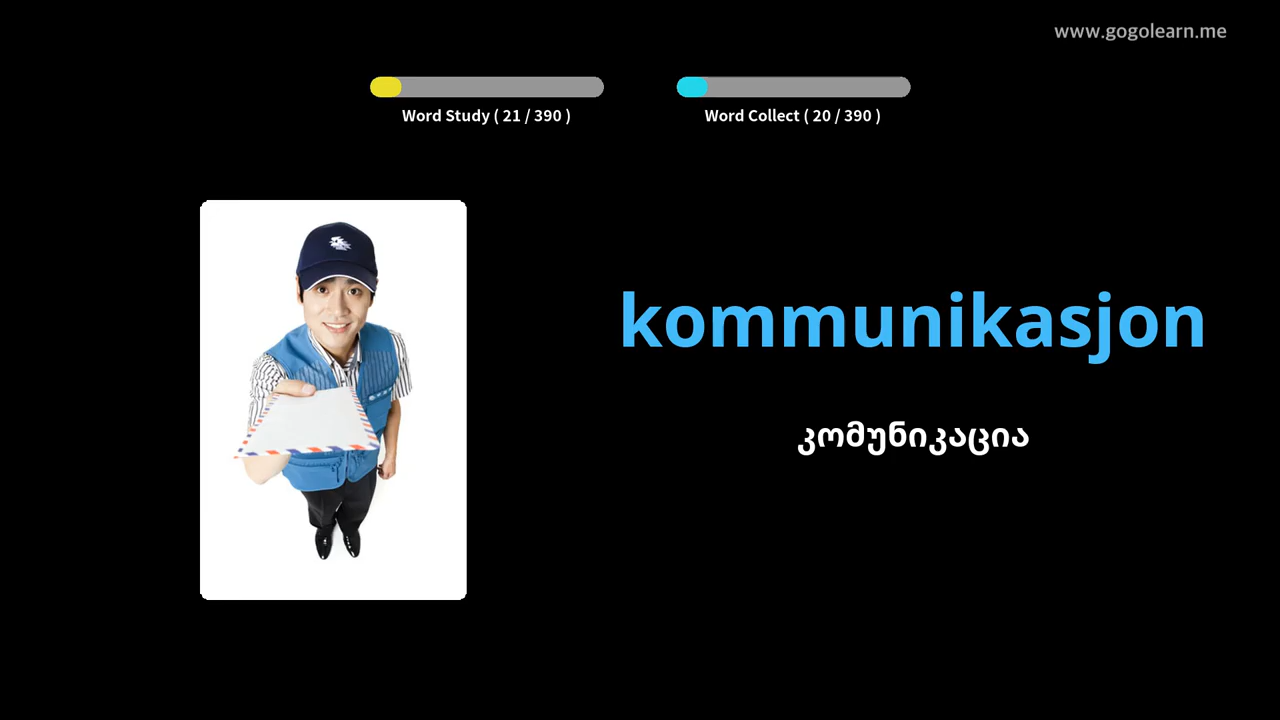 www.gogolearn.me
Word Study ( 21 / 390 )
Word Collect ( 20 / 390 )
kommunikasjon
კომუნიკაცია